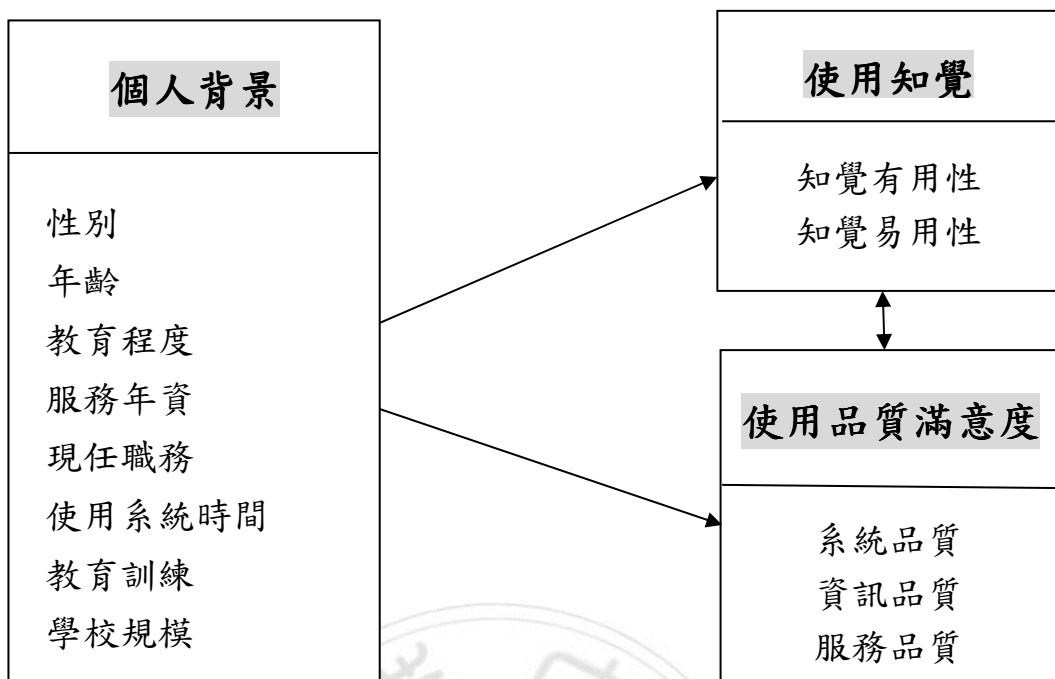 個人背景
性別
年齡
教育程度
服務年資
現任職務
使用系統時間
教育訓練
學校規模
使用知覺
知覺有用性
知覺易用性
使用品質滿意度
系統品質
資訊品質
服務品質